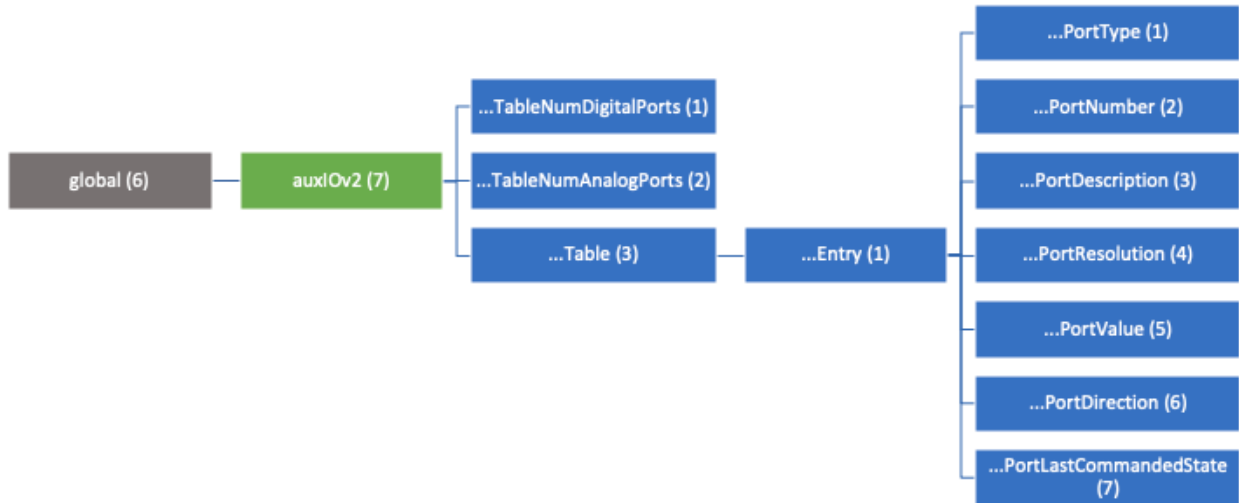 global (6)
auxIOv2 (7)
...TableNumDigitalPorts (1)
...TableNumAnalogPorts (2)
...Table (3)
...Entry (1)
...PortType (1)
...PortNumber (2)
...PortDescription (3)
...PortResolution (4)
...PortValue (5)
...PortDirection (6)
...PortLastCommandedState
(7)